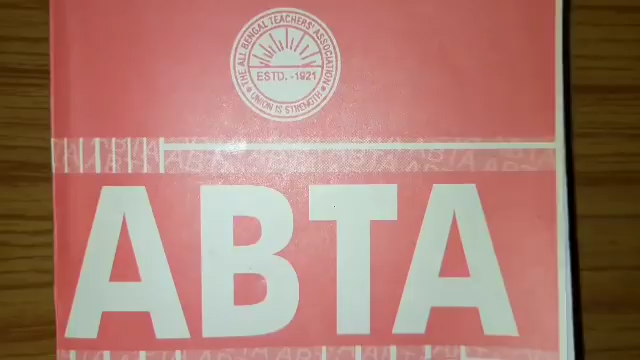 THE ALL BENGAL TEACHERS' ASSOCIATION
ESTD. -1921
UNION IS STRENGTH
ABTA